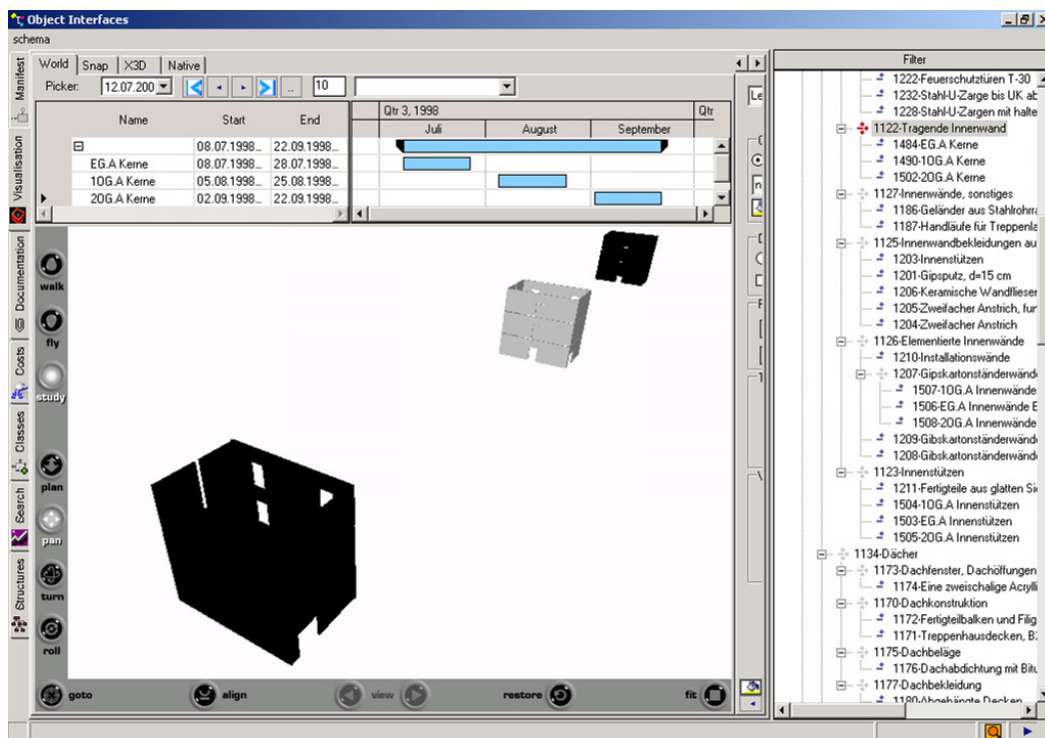 Object Interfaces
schema
World Snap X3D Native
Picker: 12.07.200 .. 10
Name Start End
Qtr 3, 1998 Qtr
Juli August September
08.07.1998... 22.09.1998...
EG.A Kerne 08.07.1998... 28.07.1998...
1OG.A Kerne 05.08.1998... 25.08.1998...
2OG.A Kerne 02.09.1998... 22.09.1998...
Manifest
Visualisation
Documentation
Costs
Classes
Search
Structures
walk
fly
study
plan
pan
turn
roll
goto align view restore fit
Le
Filter
1222-Feuerschutztüren T-30
1232-Stahl-U-Zarge bis UK ab
1228-Stahl-U-Zargen mit halte
1122-Tragende Innenwand
1484-EG.A Kerne
1490-1OG.A Kerne
1502-2OG.A Kerne
1127-Innenwände, sonstiges
1186-Geländer aus Stahlrohrra
1187-Handläufe für Treppenla
1125-Innenwandbekleidungen au
1203-Innenstützen
1201-Gipsputz, d=15 cm
1206-Keramische Wandfliesen
1205-Zweifacher Anstrich, fur
1204-Zweifacher Anstrich
1126-Elementierte Innenwände
1210-Installationswände
1207-Gipskartonständerwände
1507-1OG.A Innenwände
1506-EG.A Innenwände E
1508-2OG.A Innenwände
1209-Gibskartonständerwände
1208-Gibskartonständerwände
1123-Innenstützen
1211-Fertigteile aus glatten Si
1504-1OG.A Innenstützen
1503-EG.A Innenstützen
1505-2OG.A Innenstützen
1134-Dächer
1173-Dachfenster, Dachöffungen
1174-Eine zweischalige Acrylli
1170-Dachkonstruktion
1172-Fertigteilbalken und Filig
1171-Treppenhausdecken, B2
1175-Dachbeläge
1176-Dachabdichtung mit Bitu
1177-Dachbekleidung
1180-Abgehängte Decken